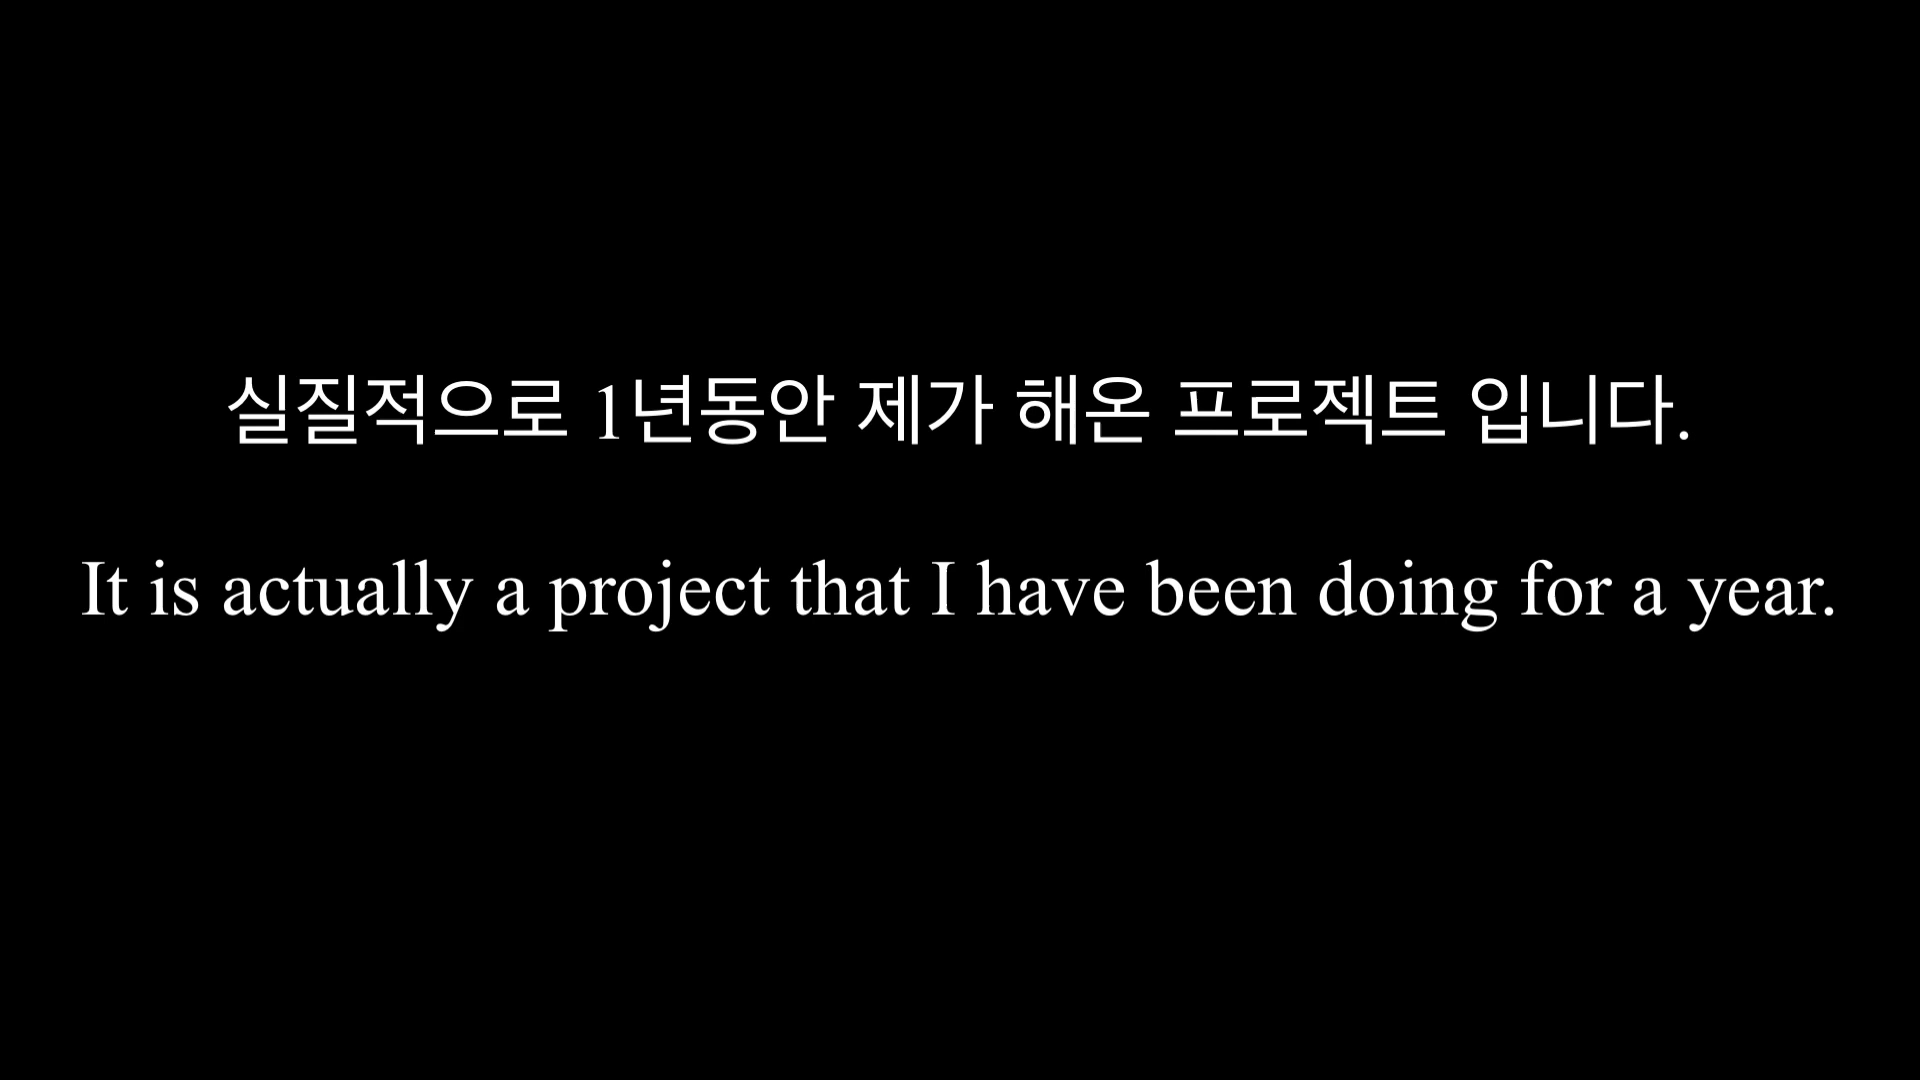 실질적으로 1년동안 제가 해온 프로젝트 입니다.
It is actually a project that I have been doing for a year.